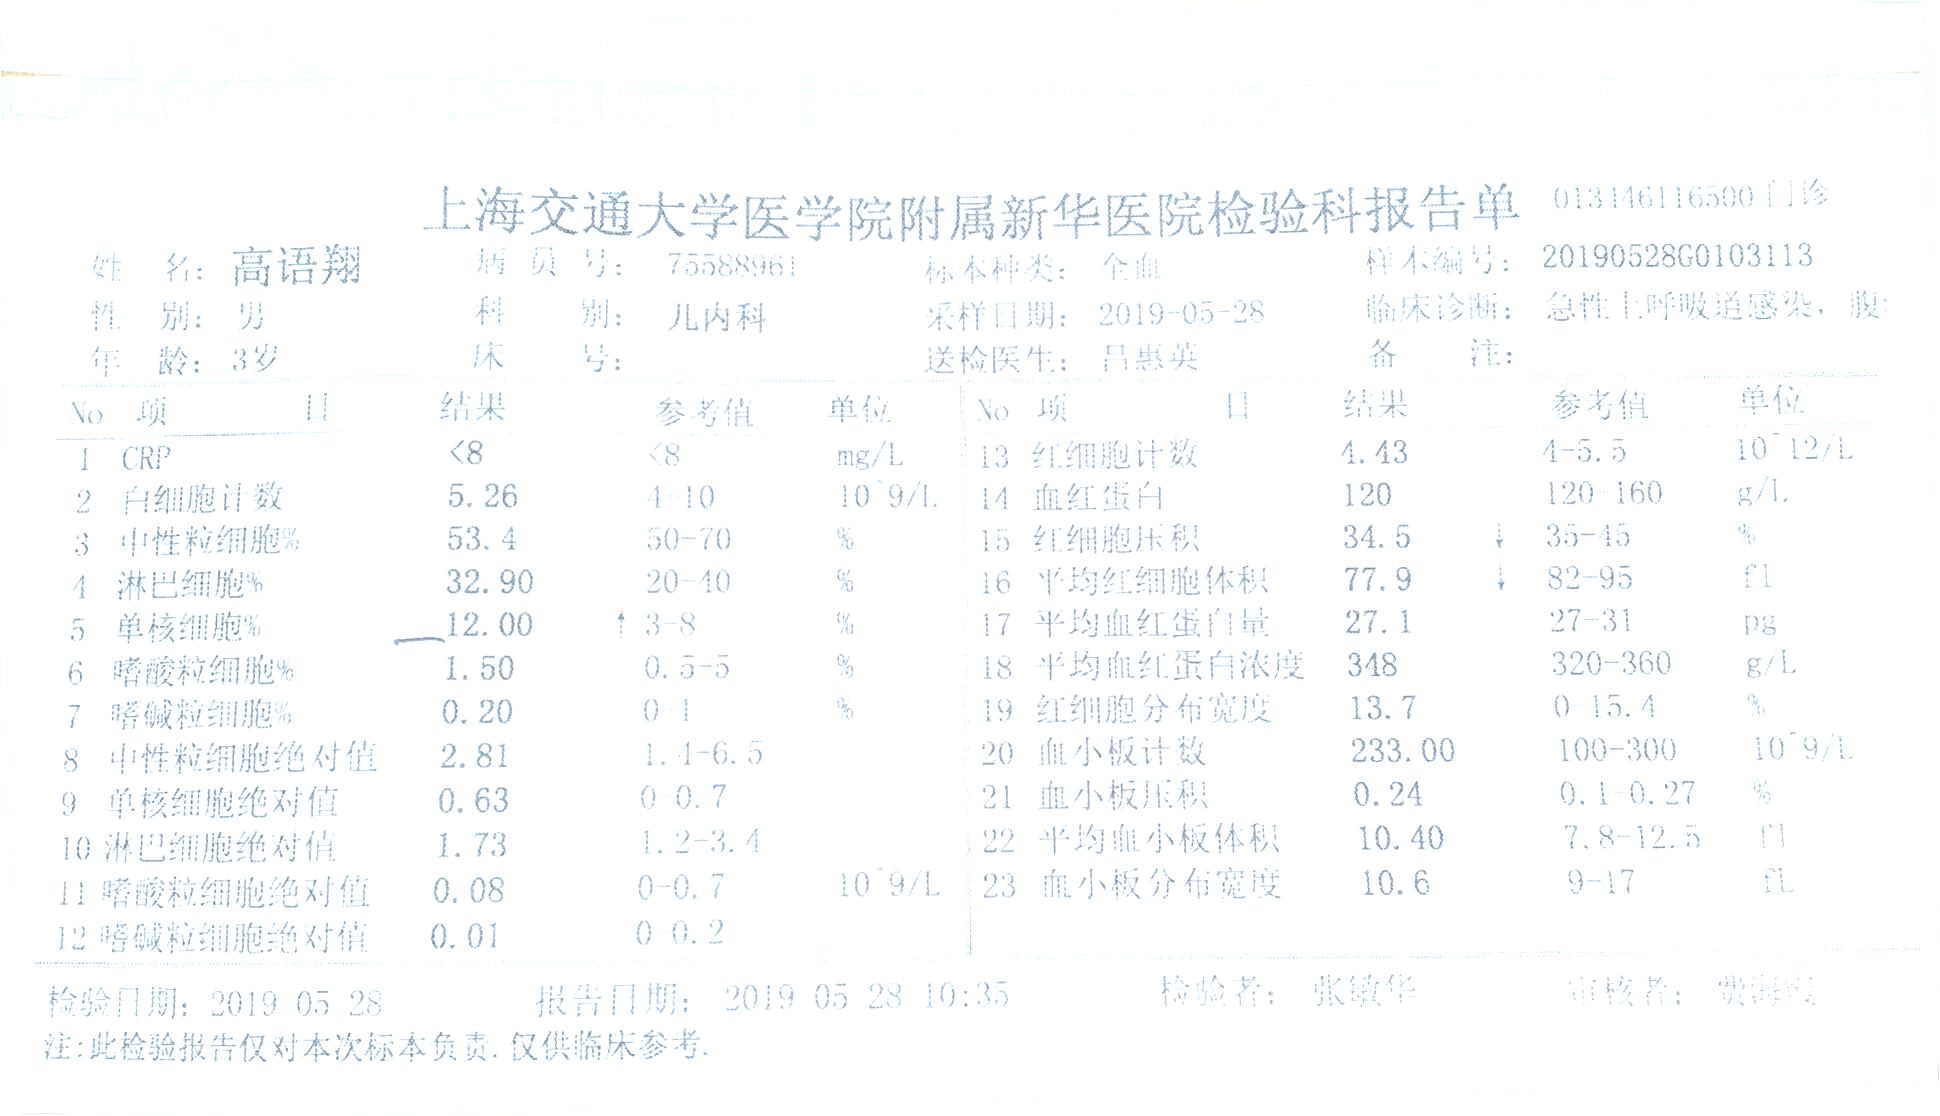 上海交通大学医学院附属新华医院检验科报告单 013446116500门诊
姓 名：高语翔 病 员 号：75588961 标本种类：全血 样本编号：20190528G0103113
性 别：男 科 别：儿内科 采样日期：2019-05-28 临床诊断：急性上呼吸道感染，腹
年 龄：3岁 床 号： 送检医生：吕惠英 备 注：
No 项 目 结果 参考值 单位 No 项 目 结果 参考值 单位
1 CRP <8 <8 mg/L 13 红细胞计数 4.43 4-5.5 10^12/L
2 白细胞计数 5.26 4-10 10^9/L 14 血红蛋白 120 120-160 g/L
3 中性粒细胞% 53.4 50-70 % 15 红细胞压积 34.5 ↓ 35-45 %
4 淋巴细胞% 32.90 20-40 % 16 平均红细胞体积 77.9 ↓ 82-95 fl
5 单核细胞% 12.00 ↑ 3-8 % 17 平均血红蛋白量 27.1 27-31 pg
6 嗜酸粒细胞% 1.50 0.5-5 % 18 平均血红蛋白浓度 348 320-360 g/L
7 嗜碱粒细胞% 0.20 0-1 % 19 红细胞分布宽度 13.7 0-15.4 %
8 中性粒细胞绝对值 2.81 1.4-6.5 20 血小板计数 233.00 100-300 10^9/L
9 单核细胞绝对值 0.63 0-0.7 21 血小板压积 0.24 0.1-0.27 %
10 淋巴细胞绝对值 1.73 1.2-3.4 22 平均血小板体积 10.40 7.8-12.5 fl
11 嗜酸粒细胞绝对值 0.08 0-0.7 10^9/L 23 血小板分布宽度 10.6 9-17 fL
12 嗜碱粒细胞绝对值 0.01 0-0.2
检验日期：2019-05-28 报告日期：2019-05-28 10:35 检验者：张敏华 审核者：
注：此检验报告仅对本次标本负责.仅供临床参考.